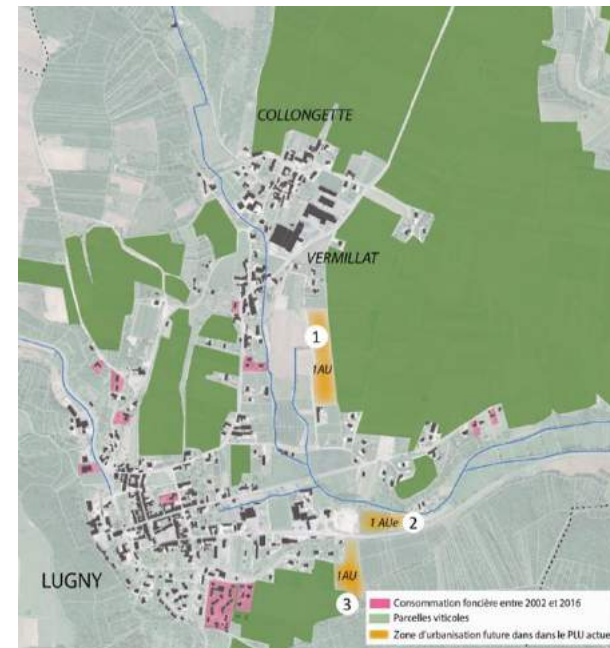 COLLONGETTE
VERMILLAT
1
1AU
1 AUe 2
1AU
3
LUGNY
Consommation foncière entre 2002 et 2016
Parcelles viticoles
Zone d'urbanisation future dans dans le PLU actue